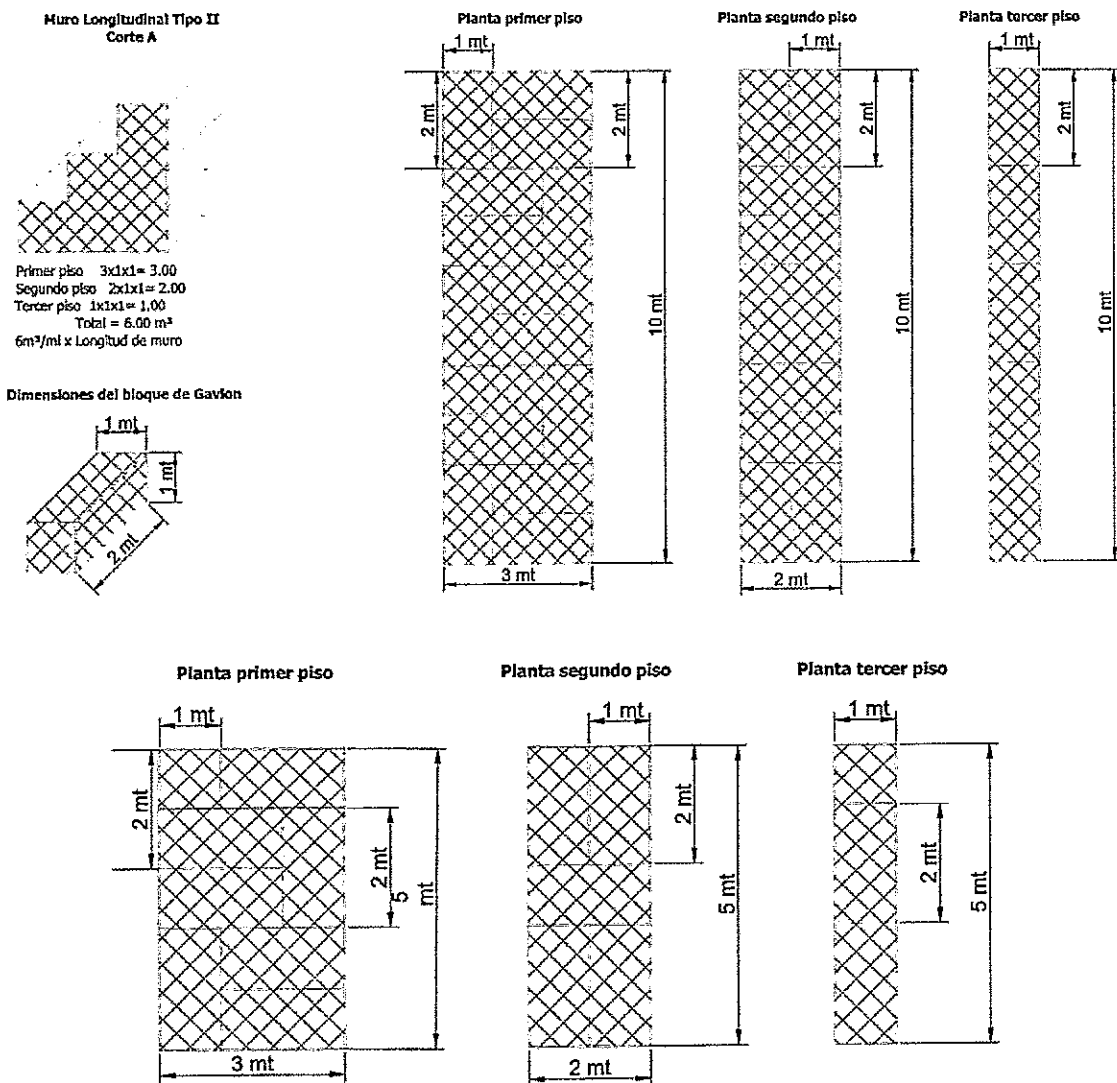 Muro Longitudinal Tipo II
Corte A
Primer piso 3x1x1= 3.00
Segundo piso 2x1x1= 2.00
Tercer piso 1x1x1= 1.00
Total = 6.00 m³
6m³/ml x Longitud de muro
Dimensiones del bloque de Gavion
1 mt
1 mt
2 mt
Planta primer piso
1 mt
2 mt
2 mt
10 mt
3 mt
Planta segundo piso
1 mt
2 mt
10 mt
2 mt
Planta tercer piso
1 mt
2 mt
10 mt
Planta primer piso
1 mt
2 mt
2 mt
5
mt
3 mt
Planta segundo piso
1 mt
2 mt
5 mt
2 mt
Planta tercer piso
1 mt
2 mt
5 mt